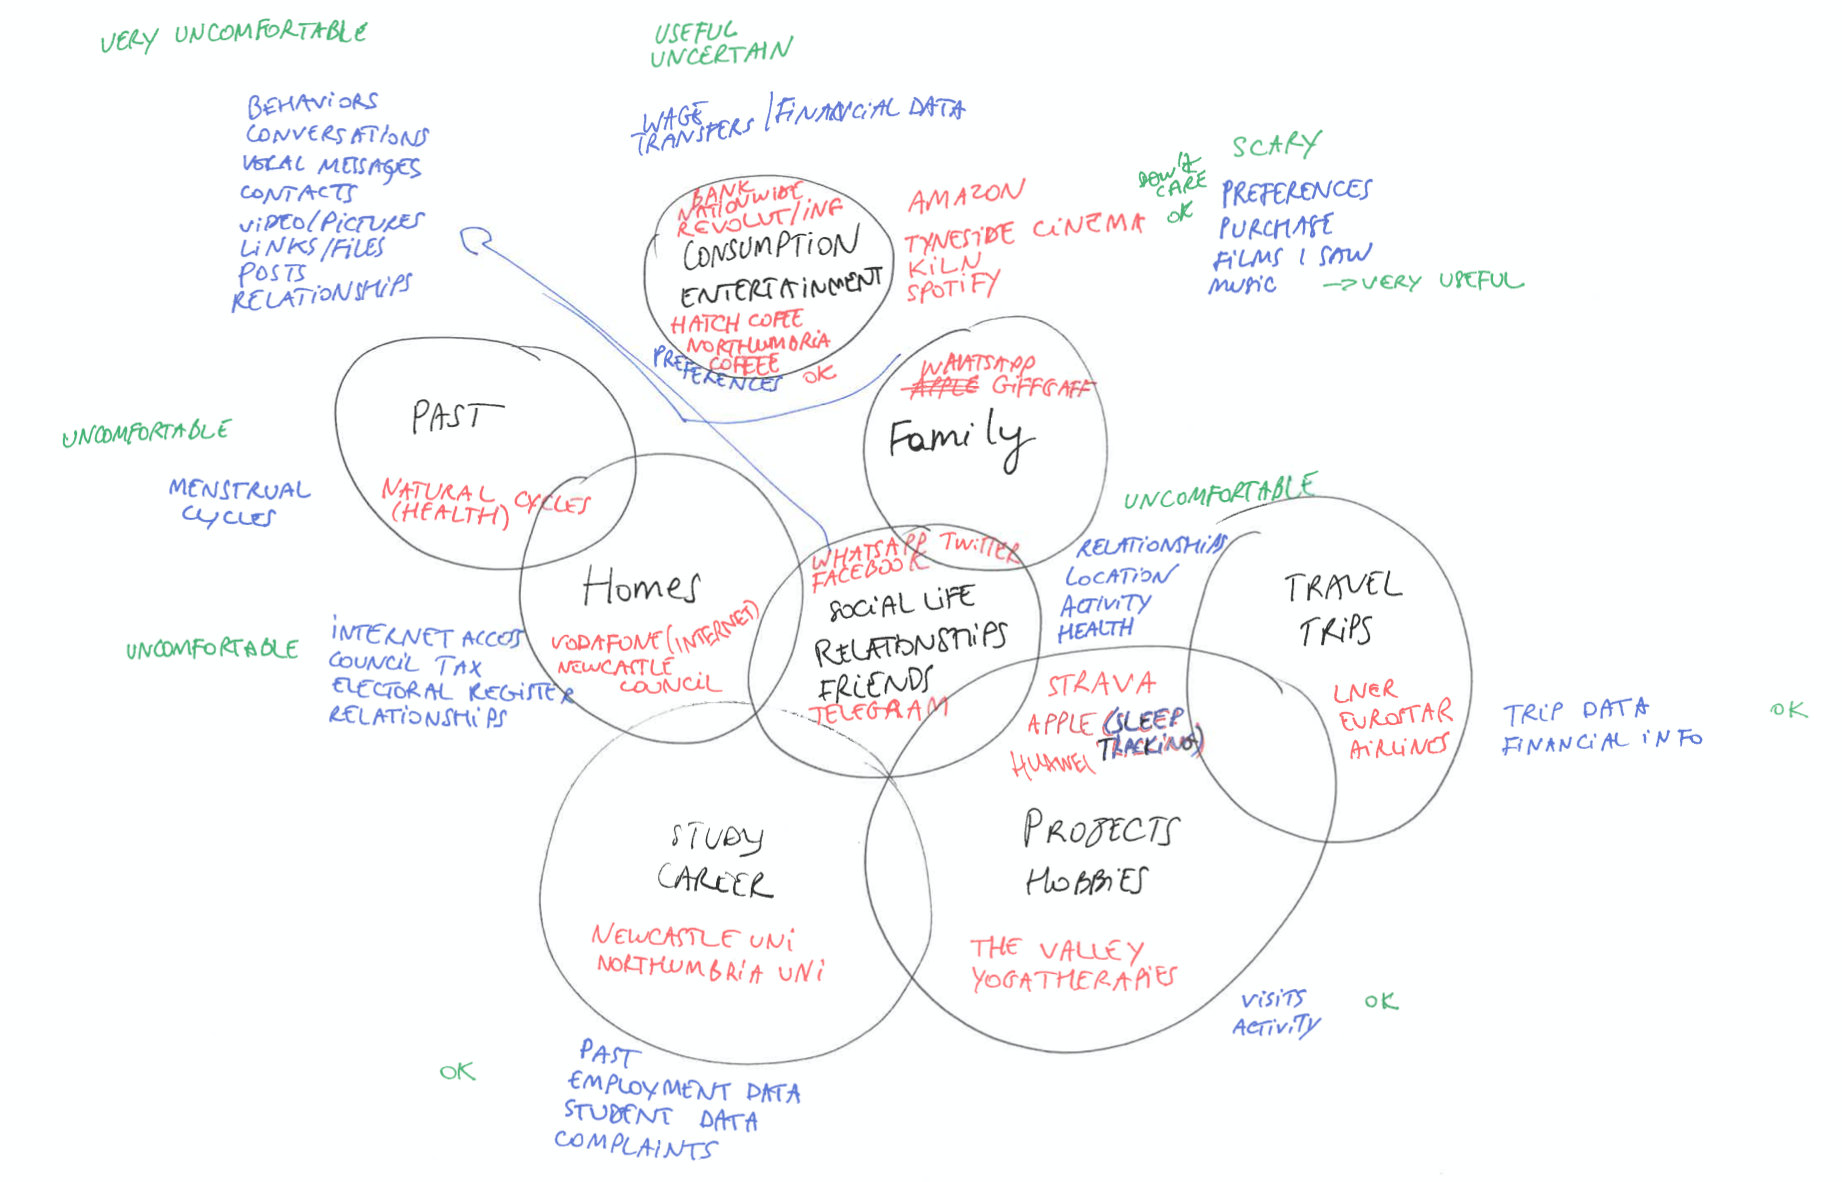 VERY UNCOMFORTABLE
BEHAVIORS
CONVERSATIONS
VOCAL MESSAGES
CONTACTS
VIDEO/PICTURES
LINKS/FILES
POSTS
RELATIONSHIPS
USEFUL
UNCERTAIN
WAGE
TRANSFERS / FINANCIAL DATA
BANK
NATIONWIDE
REVOLUT/ING
CONSUMPTION
ENTERTAINMENT
HATCH COFEE
NORTHUMBRIA
COFFEE
PREFERENCES OK
AMAZON
TYNESIDE CINEMA
KILN
SPOTIFY
DON'T
CARE
OK
SCARY
PREFERENCES
PURCHASE
FILMS I SAW
MUSIC → VERY USEFUL
PAST
NATURAL CYCLES
(HEALTH)
UNCOMFORTABLE
MENSTRUAL
CYCLES
WHATSAPP
APPLE GIFFGAFF
Family
Homes
VODAFONE (INTERNET)
NEWCASTLE
COUNCIL
UNCOMFORTABLE
INTERNET ACCESS
COUNCIL TAX
ELECTORAL REGISTER
RELATIONSHIPS
WHATSAPP TWITTER
FACEBOOK
SOCIAL LIFE
RELATIONSHIPS
FRIENDS
TELEGRAM
UNCOMFORTABLE
RELATIONSHIPS
LOCATION
ACTIVITY
HEALTH
STRAVA
APPLE (SLEEP
HUAWEI TRACKING)
PROJECTS
HOBBIES
THE VALLEY
YOGATHERAPIES
VISITS
ACTIVITY
OK
TRAVEL
TRIPS
LNER
EUROSTAR
AIRLINES
TRIP DATA
FINANCIAL INFO
OK
STUDY
CAREER
NEWCASTLE UNI
NORTHUMBRIA UNI
OK
PAST
EMPLOYMENT DATA
STUDENT DATA
COMPLAINTS